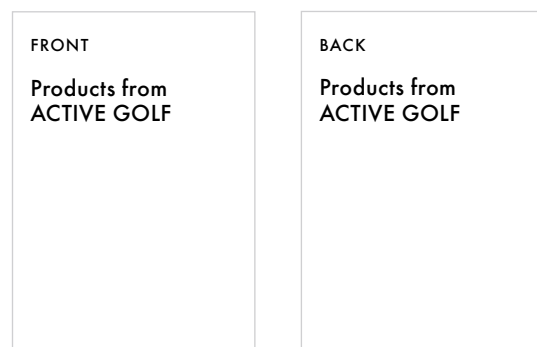 FRONT
Products from
ACTIVE GOLF
BACK
Products from
ACTIVE GOLF